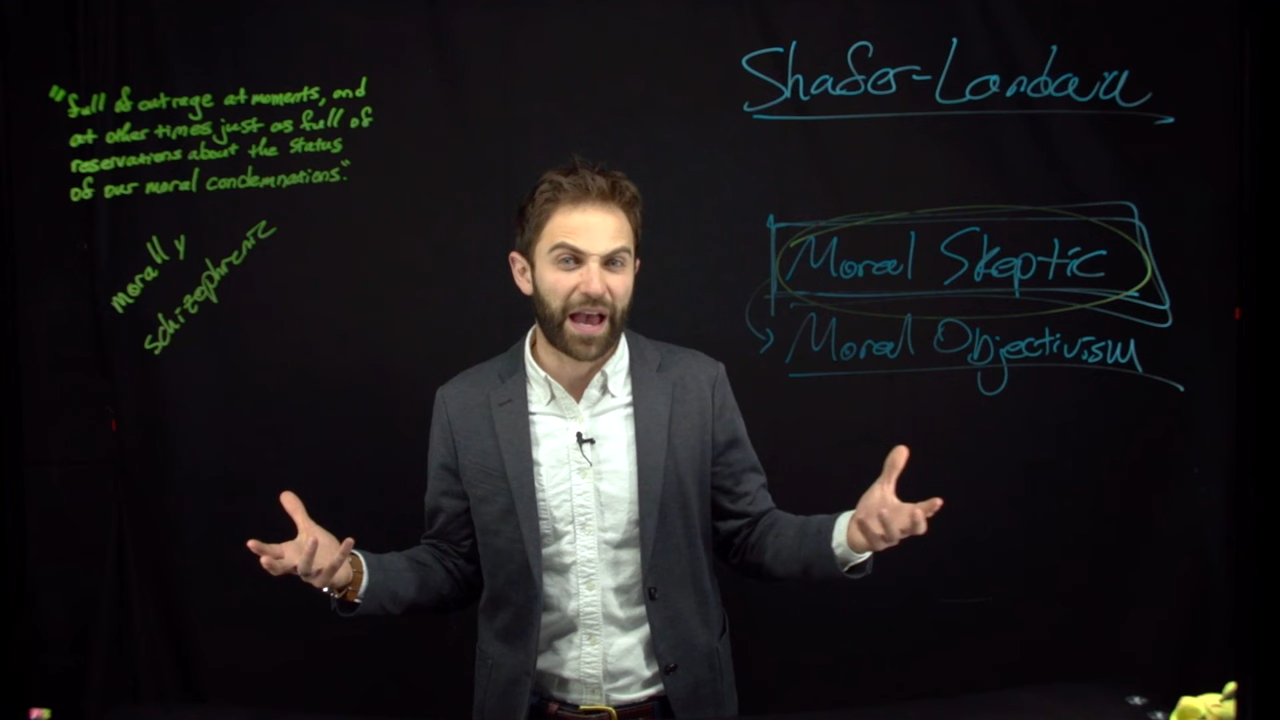 "full of outrage at moments, and
at other times, just as full of
reservations about the status
of our moral condemnations."
morally
schizophrenic
Shafer-Landau
Moral Skeptic
Moral Objectivism